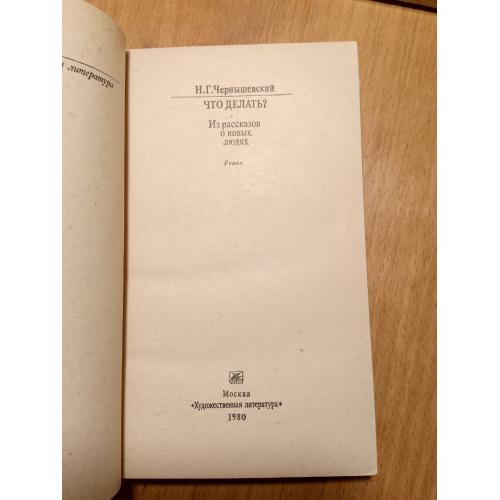 литература
Н.Г.Чернышевский
ЧТО ДЕЛАТЬ?
Из рассказов
о новых
людях
Роман
Москва
«Художественная литература»
1980